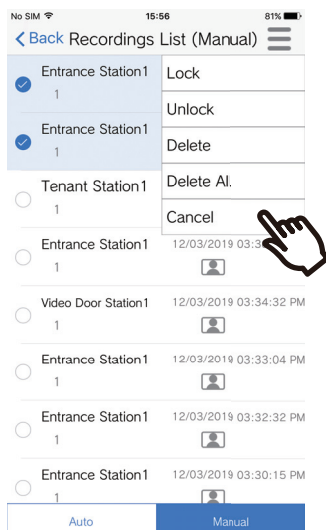 No SIM 15:56 81%
Back Recordings List (Manual)
Entrance Station1
1
Lock
Unlock
Entrance Station1
1
Delete
Delete Al.
Tenant Station1
1
Cancel
Entrance Station1 12/03/2019 03:3
1
Video Door Station1 12/03/2019 03:34:32 PM
1
Entrance Station1 12/03/2019 03:33:04 PM
1
Entrance Station1 12/03/2019 03:32:32 PM
1
Entrance Station1 12/03/2019 03:30:15 PM
1
Auto Manual